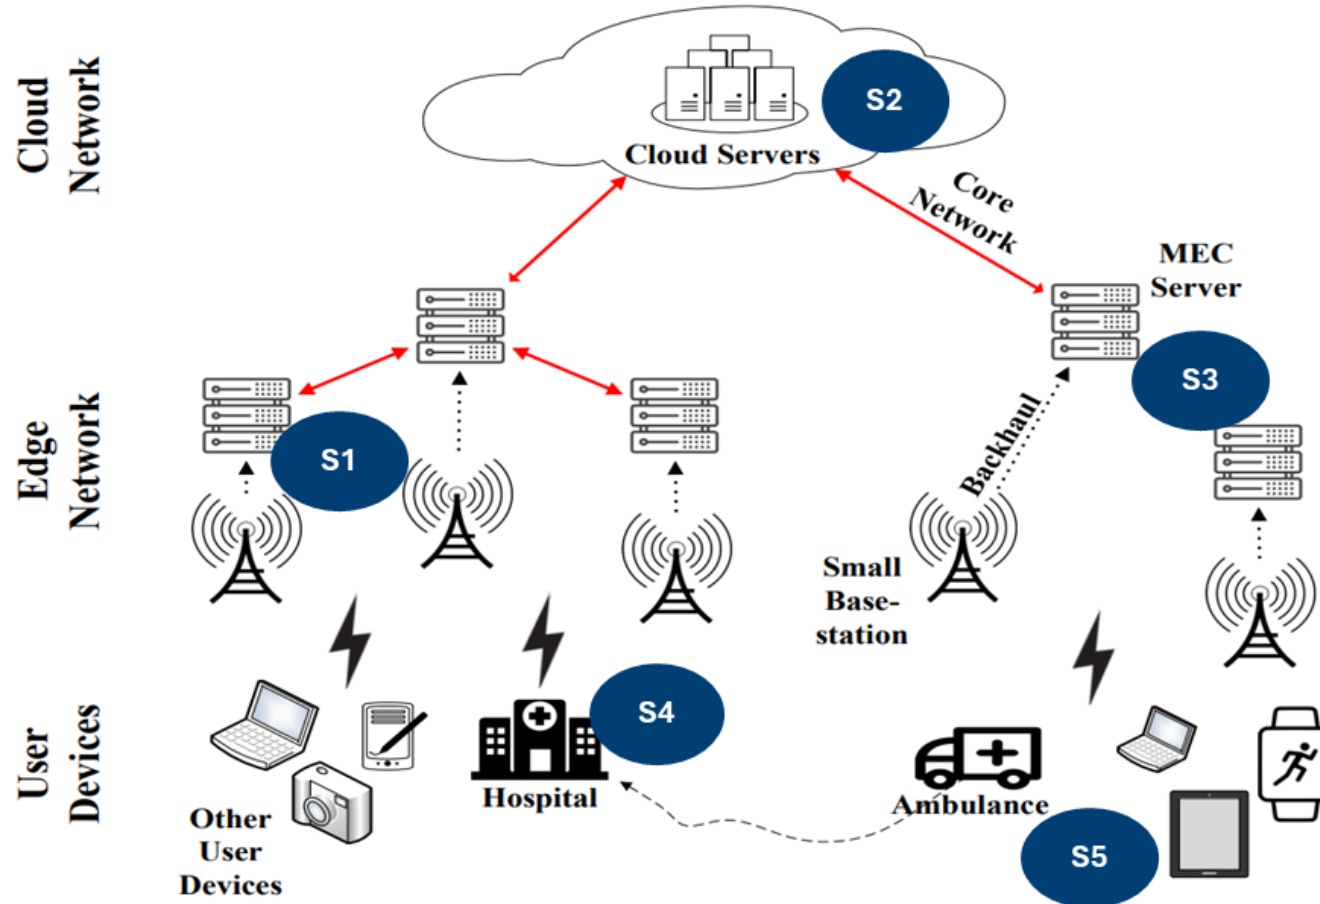 Cloud
Network
S2
Cloud Servers
Core
Network
MEC
Server
Edge
Network
S1
S3
Backhaul
Small
Base-
station
User
Devices
S4
Hospital
Ambulance
Other
User
Devices
S5